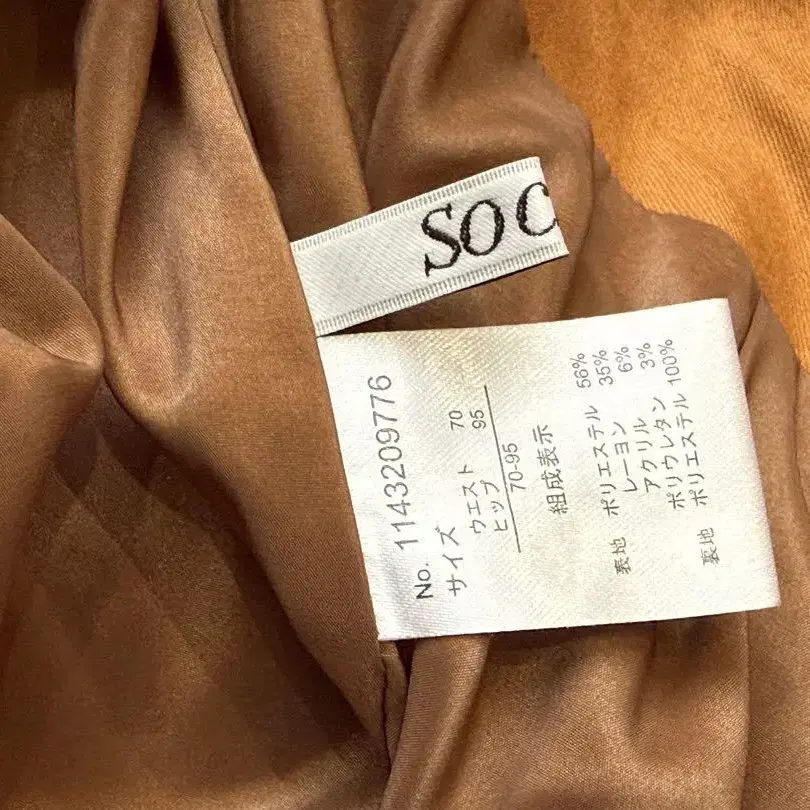 SOC
No. 1143209776
サイズ
ウエスト 70
ヒップ 95
70-95
組成表示
表地 ポリエステル 56%
レーヨン 35%
アクリル 6%
ポリウレタン 3%
裏地 ポリエステル 100%